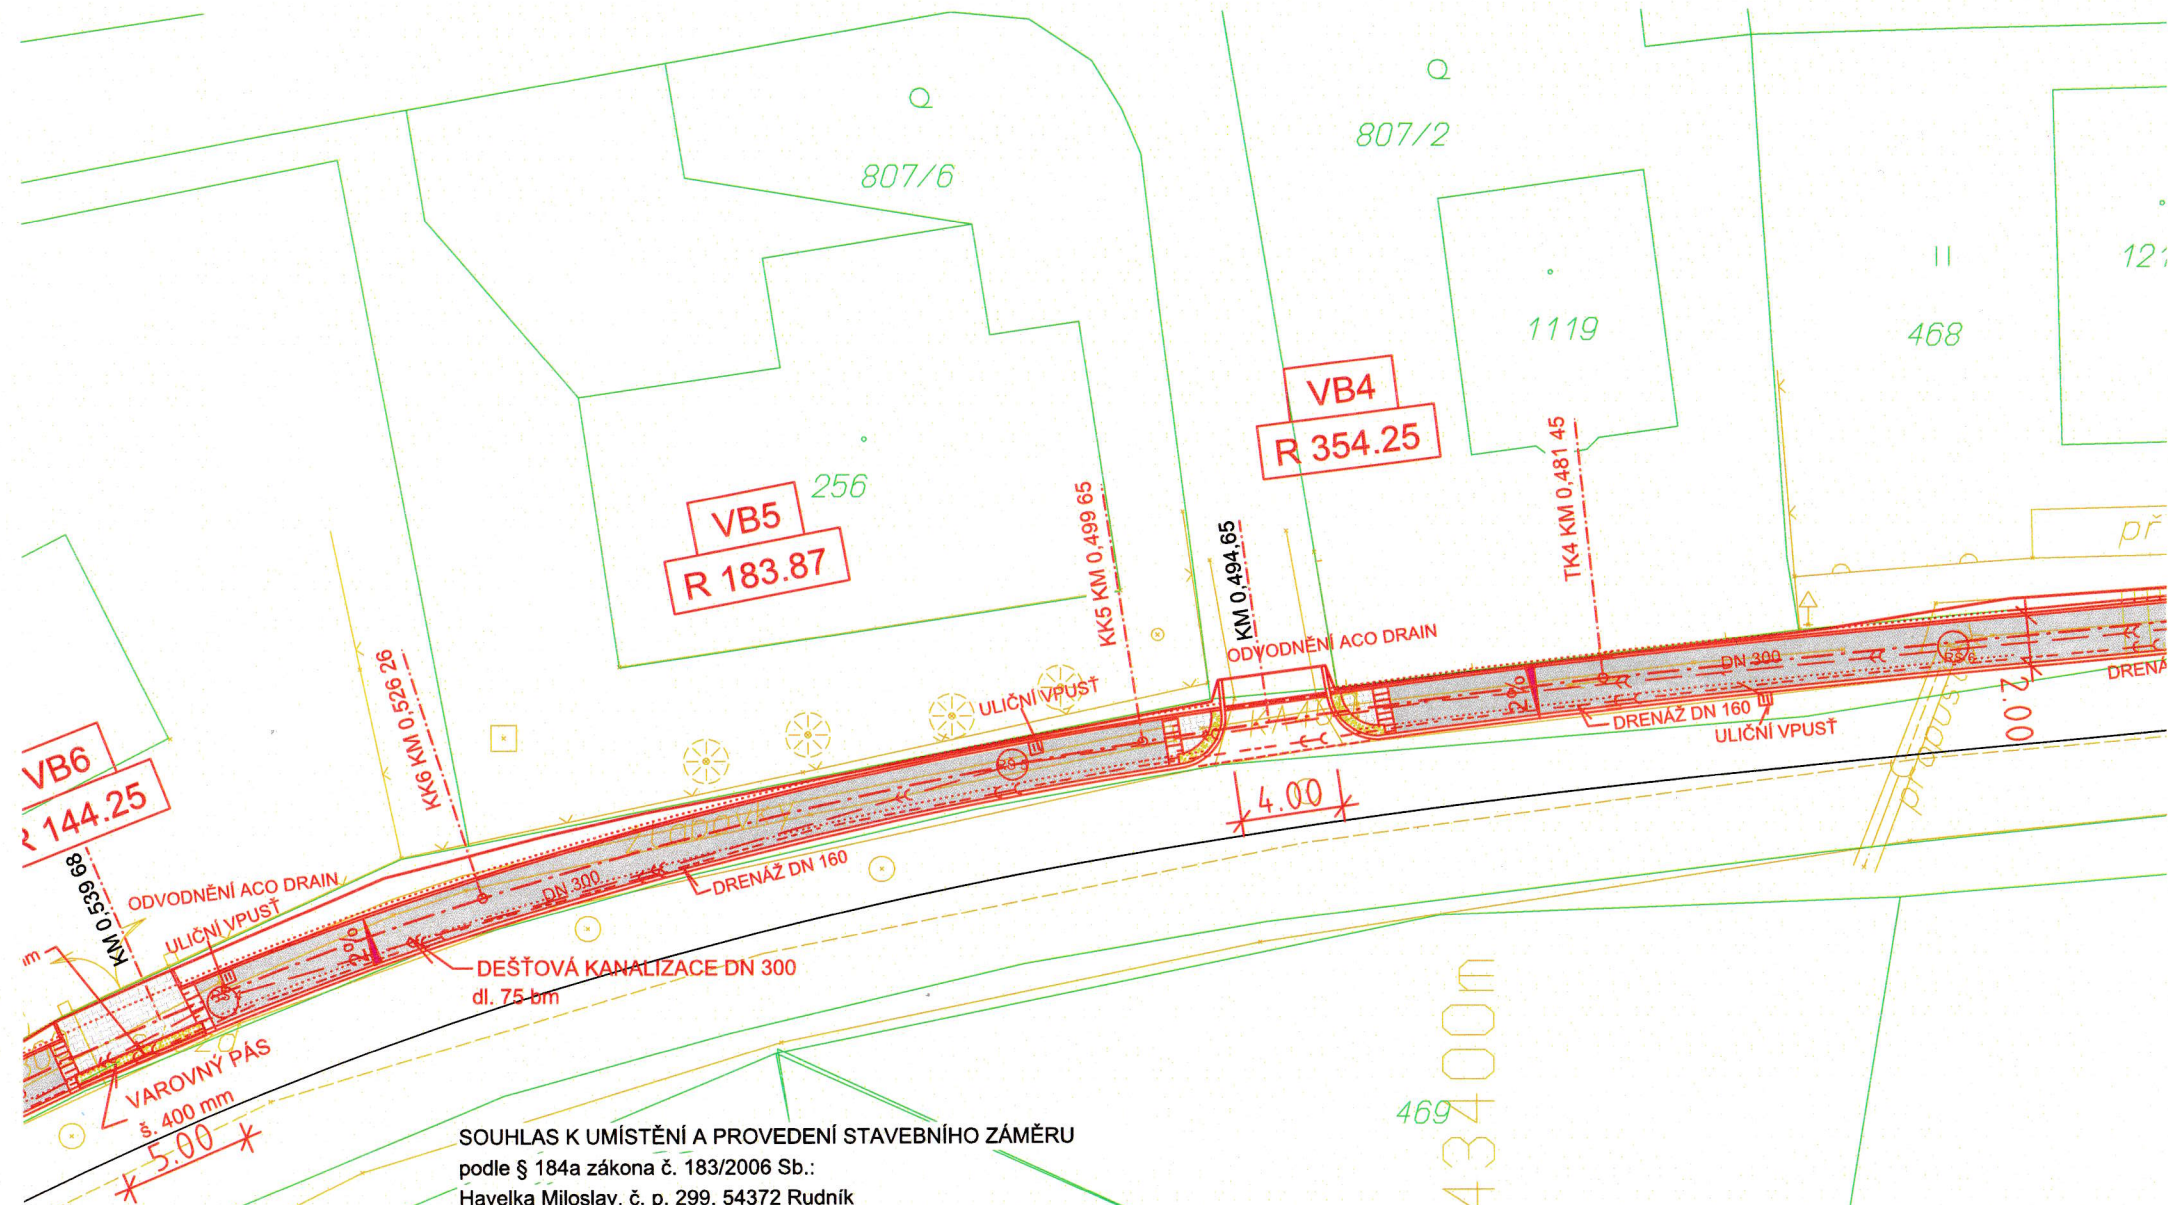 Q
807/6
Q
807/2
II
468
1119
256
VB4
R 354.25
VB5
R 183.87
VB6
144.25
TK4 KM 0,481 45
KK5 KM 0,499 65
KM 0,494,65
KK6 KM 0,526 26
KM 0,539 68
ODVODNĚNÍ ACO DRAIN
ULIČNÍ VPUSŤ
DN 300
2%
DRENÁŽ DN 160
ULIČNÍ VPUSŤ
2.00
4.00
DRENÁŽ DN 160
DN 300
2%
ODVODNĚNÍ ACO DRAIN
ULIČNÍ VPUSŤ
DEŠŤOVÁ KANALIZACE DN 300
dl. 75 bm
VAROVNÝ PÁS
š. 400 mm
5.00
469
43400m
SOUHLAS K UMÍSTĚNÍ A PROVEDENÍ STAVEBNÍHO ZÁMĚRU
podle § 184a zákona č. 183/2006 Sb.:
Havelka Miloslav, č. p. 299, 54372 Rudník